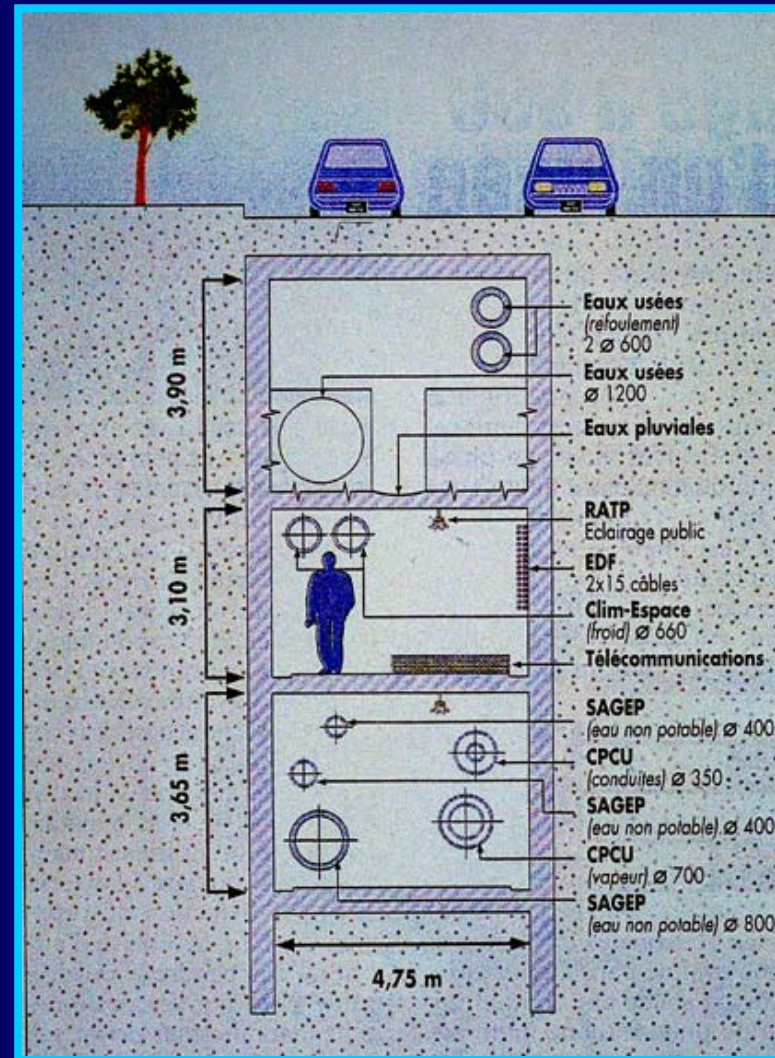 3,90 m
3,10 m
3,65 m
4,75 m
Eaux usées
(refoulement)
2 Ø 600
Eaux usées
Ø 1200
Eaux pluviales
RATP
Eclairage public
EDF
2x15 câbles
Clim-Espace
(froid) Ø 660
Télécommunications
SAGEP
(eau non potable) Ø 400
CPCU
(conduites) Ø 350
SAGEP
(eau non potable) Ø 400
CPCU
(vapeur) Ø 700
SAGEP
(eau non potable) Ø 800